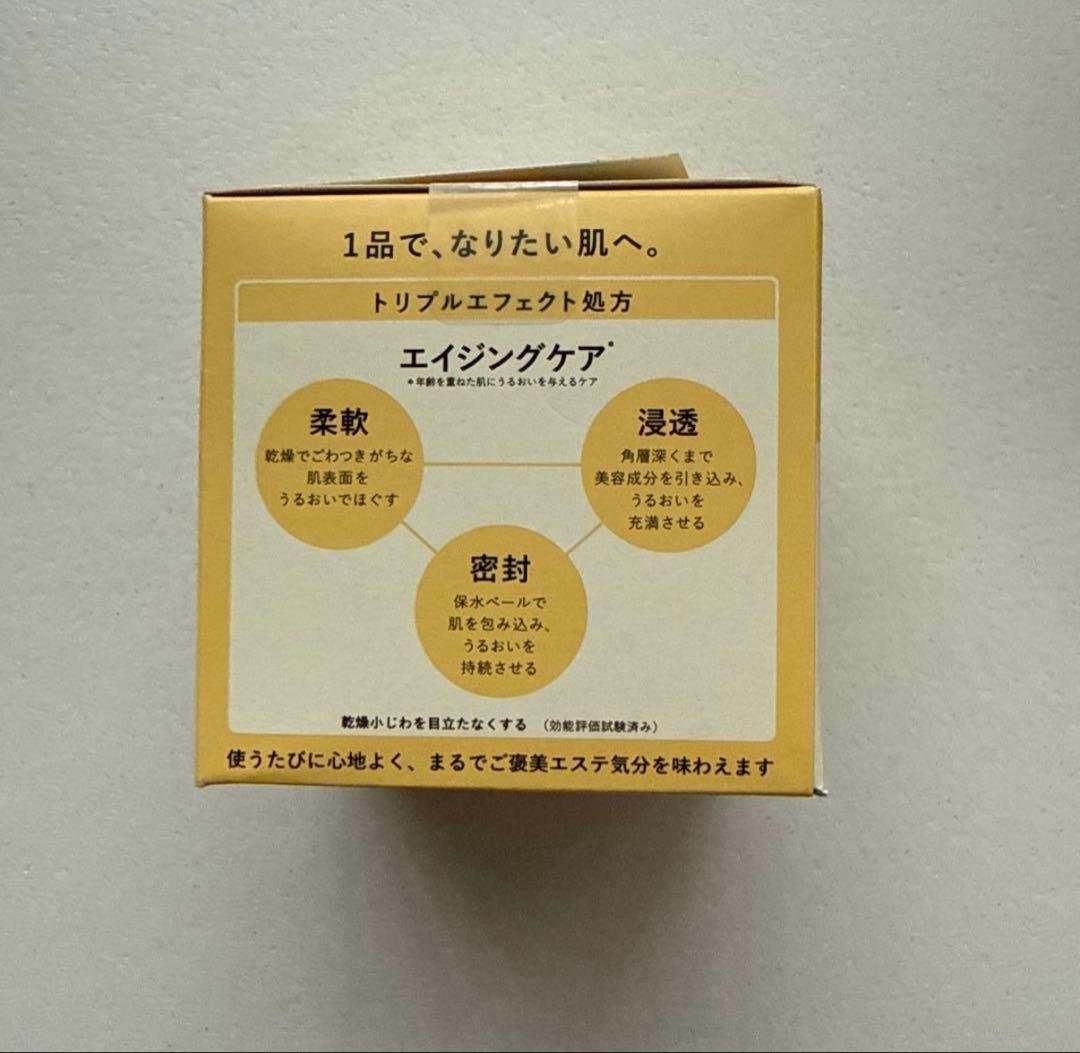 1品で、なりたい肌へ。
トリプルエフェクト処方
エイジングケア*
*年齢を重ねた肌にうるおいを与えるケア
柔軟
乾燥でごわつきがちな
肌表面を
うるおいでほぐす
浸透
角層深くまで
美容成分を引き込み、
うるおいを
充満させる
密封
保水ベールで
肌を包み込み、
うるおいを
持続させる
乾燥小じわを目立たなくする (効能評価試験済み)
使うたびに心地よく、まるでご褒美エステ気分を味わえます